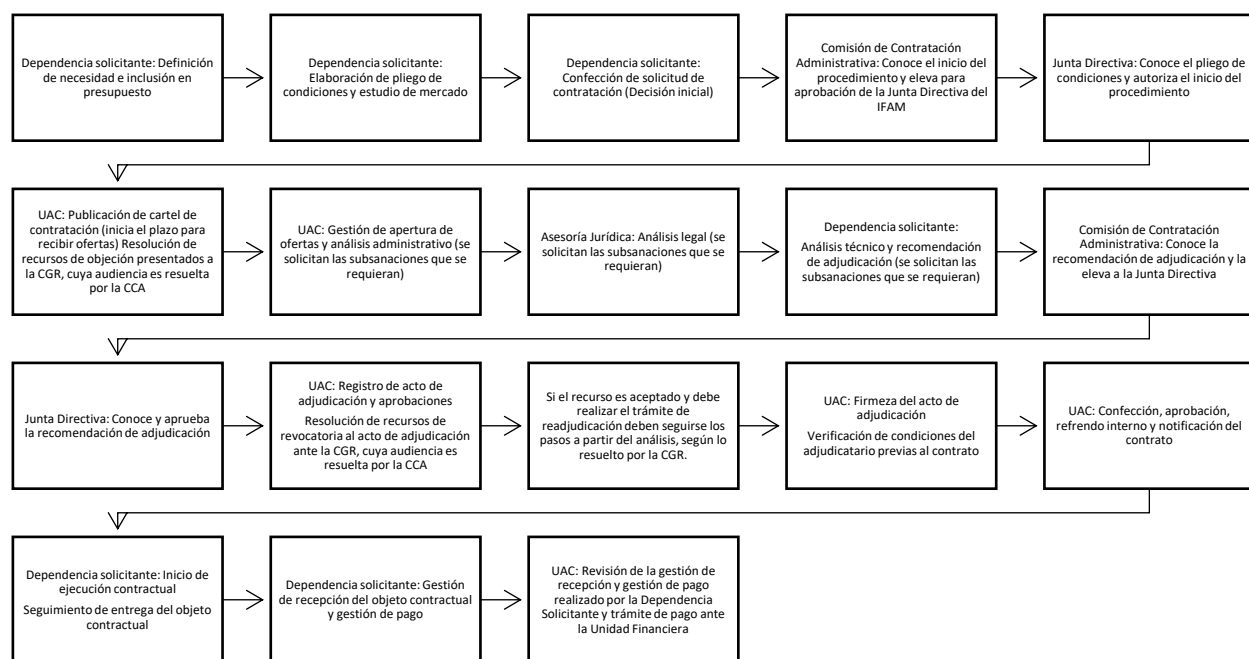 Dependencia solicitante: Definición
de necesidad e inclusión en
presupuesto
Dependencia solicitante:
Elaboración de pliego de
condiciones y estudio de mercado
Dependencia solicitante:
Confección de solicitud de
contratación (Decisión inicial)
Comisión de Contratación
Administrativa: Conoce el inicio del
procedimiento y eleva para
aprobación de la Junta Directiva del
IFAM
Junta Directiva: Conoce el pliego de
condiciones y autoriza el inicio del
procedimiento
UAC: Publicación de cartel de
contratación (inicia el plazo para
recibir ofertas) Resolución de
recursos de objeción presentados a
la CGR, cuya audiencia es resuelta
por la CCA
UAC: Gestión de apertura de
ofertas y análisis administrativo (se
solicitan las subsanaciones que se
requieran)
Asesoría Jurídica: Análisis legal (se
solicitan las subsanaciones que se
requieran)
Dependencia solicitante:
Análisis técnico y recomendación
de adjudicación (se solicitan las
subsanaciones que se requieran)
Comisión de Contratación
Administrativa: Conoce la
recomendación de adjudicación y la
eleva a la Junta Directiva
Junta Directiva: Conoce y aprueba
la recomendación de adjudicación
UAC: Registro de acto de
adjudicación y aprobaciones
Resolución de recursos de
revocatoria al acto de adjudicación
ante la CGR, cuya audiencia es
resuelta por la CCA
Si el recurso es aceptado y debe
realizar el trámite de
readjudicación deben seguirse los
pasos a partir del análisis, según lo
resuelto por la CGR.
UAC: Firmeza del acto de
adjudicación
Verificación de condiciones del
adjudicatario previas al contrato
UAC: Confección, aprobación,
refrendo interno y notificación del
contrato
Dependencia solicitante: Inicio de
ejecución contractual
Seguimiento de entrega del objeto
contractual
Dependencia solicitante: Gestión
de recepción del objeto contractual
y gestión de pago
UAC: Revisión de la gestión de
recepción y gestión de pago
realizado por la Dependencia
Solicitante y trámite de pago ante
la Unidad Financiera